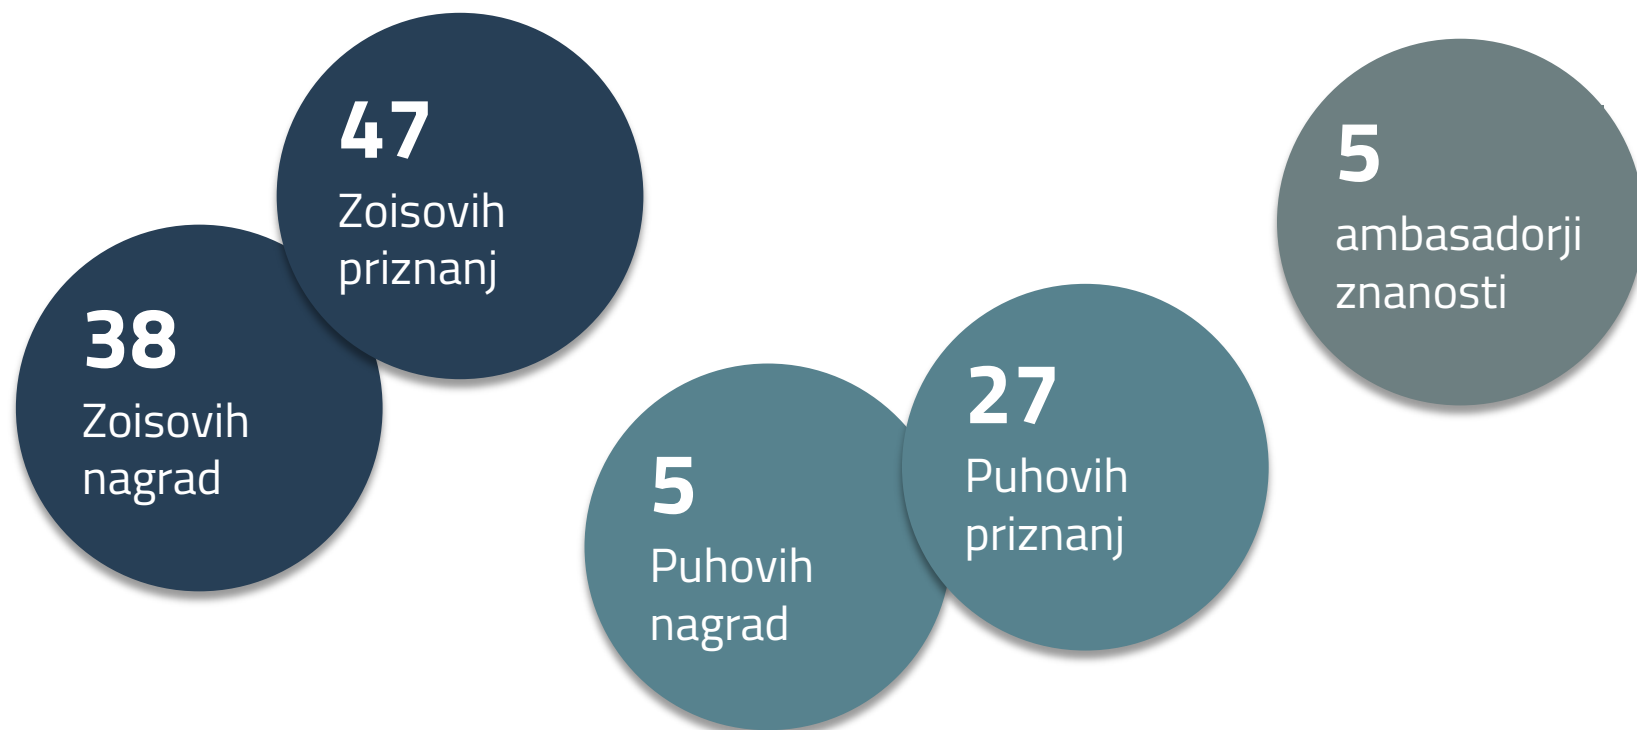 38
Zoisovih
nagrad
47
Zoisovih
priznanj
5
Puhovih
nagrad
27
Puhovih
priznanj
5
ambasadorji
znanosti